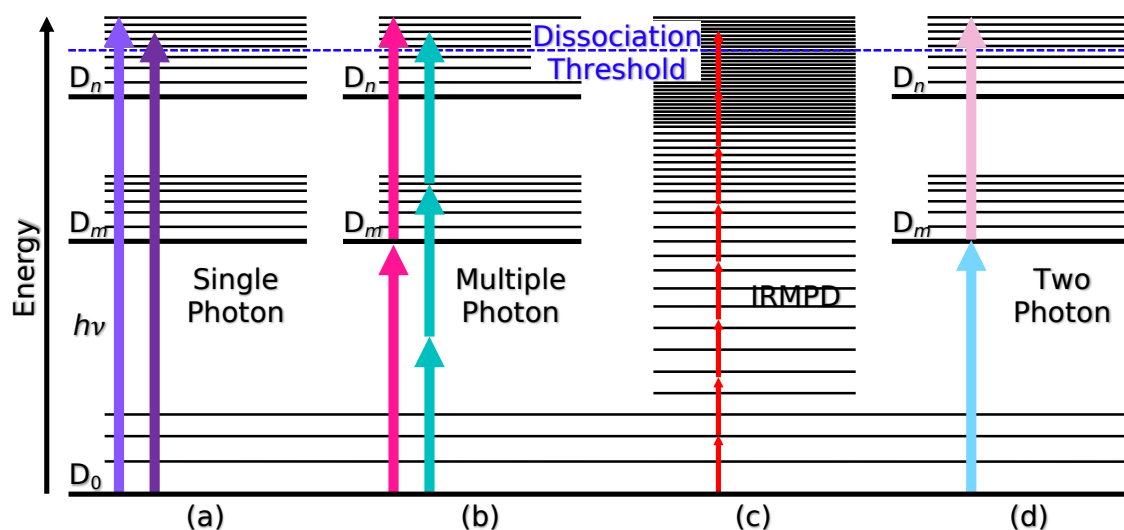 Dissociation
Threshold
Energy
Dₙ
Dₙ
Dₙ
Dₘ
Dₘ
Dₘ
Single
Photon
Multiple
Photon
IRMPD
Two
Photon
hν
D₀
(a)
(b)
(c)
(d)